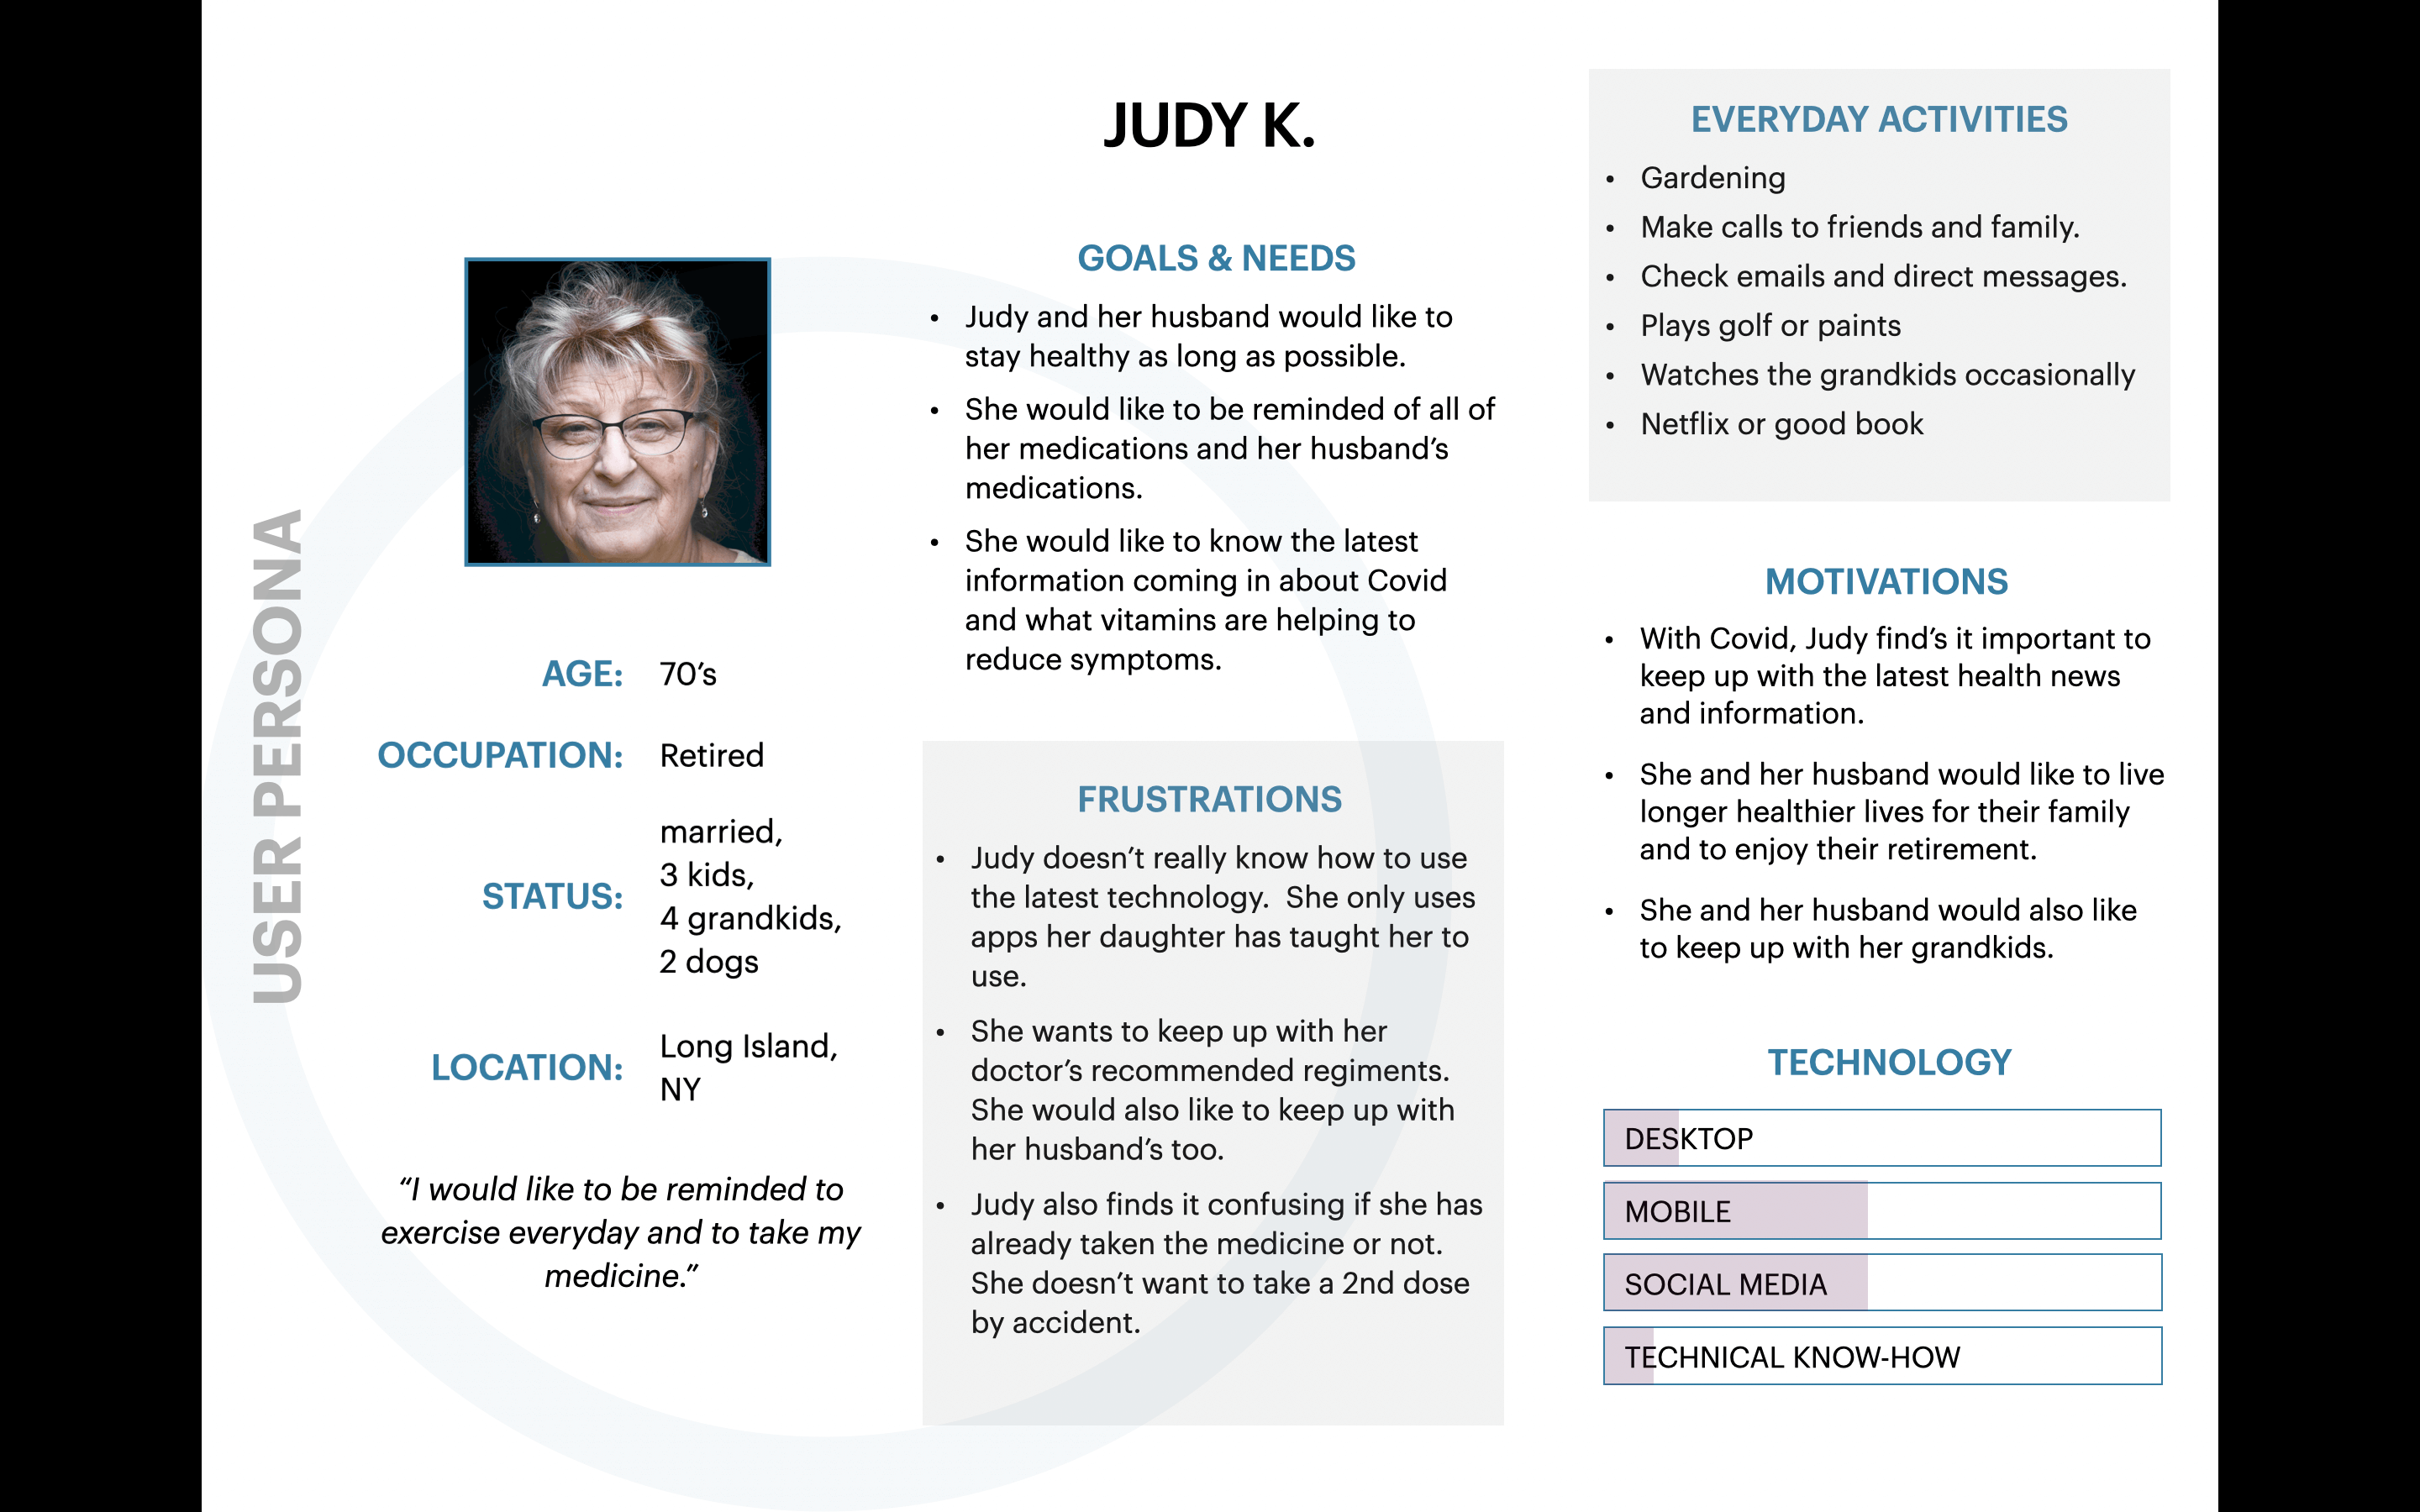 USER PERSONA
JUDY K.
AGE: 70’s
OCCUPATION: Retired
STATUS: married,
3 kids,
4 grandkids,
2 dogs
LOCATION: Long Island,
NY
“I would like to be reminded to
exercise everyday and to take my
medicine.”
GOALS & NEEDS
• Judy and her husband would like to
stay healthy as long as possible.
• She would like to be reminded of all of
her medications and her husband’s
medications.
• She would like to know the latest
information coming in about Covid
and what vitamins are helping to
reduce symptoms.
FRUSTRATIONS
• Judy doesn’t really know how to use
the latest technology.  She only uses
apps her daughter has taught her to
use.
• She wants to keep up with her
doctor’s recommended regiments.
She would also like to keep up with
her husband’s too.
• Judy also finds it confusing if she has
already taken the medicine or not.
She doesn’t want to take a 2nd dose
by accident.
EVERYDAY ACTIVITIES
• Gardening
• Make calls to friends and family.
• Check emails and direct messages.
• Plays golf or paints
• Watches the grandkids occasionally
• Netflix or good book
MOTIVATIONS
• With Covid, Judy find’s it important to
keep up with the latest health news
and information.
• She and her husband would like to live
longer healthier lives for their family
and to enjoy their retirement.
• She and her husband would also like
to keep up with her grandkids.
TECHNOLOGY
DESKTOP
MOBILE
SOCIAL MEDIA
TECHNICAL KNOW-HOW